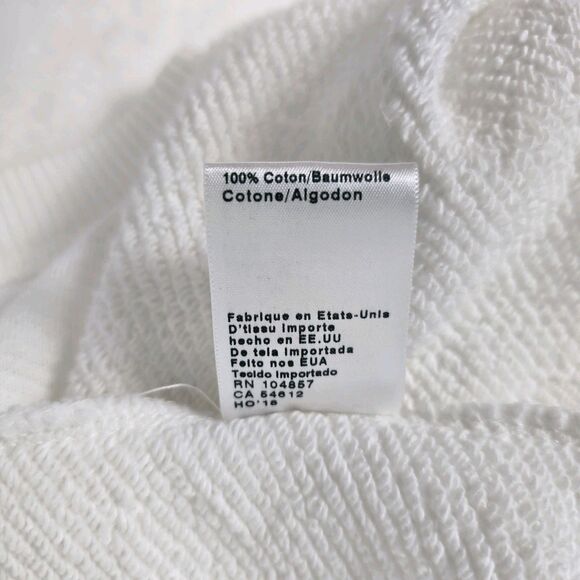 100% Coton/Baumwolle
Cotone/Algodon
Fabrique en Etats-Unis
D'tissu importe
hecho en EE.UU
De tela importada
Feito nos EUA
Tecido importado
RN 104857
CA 54612
HO'18